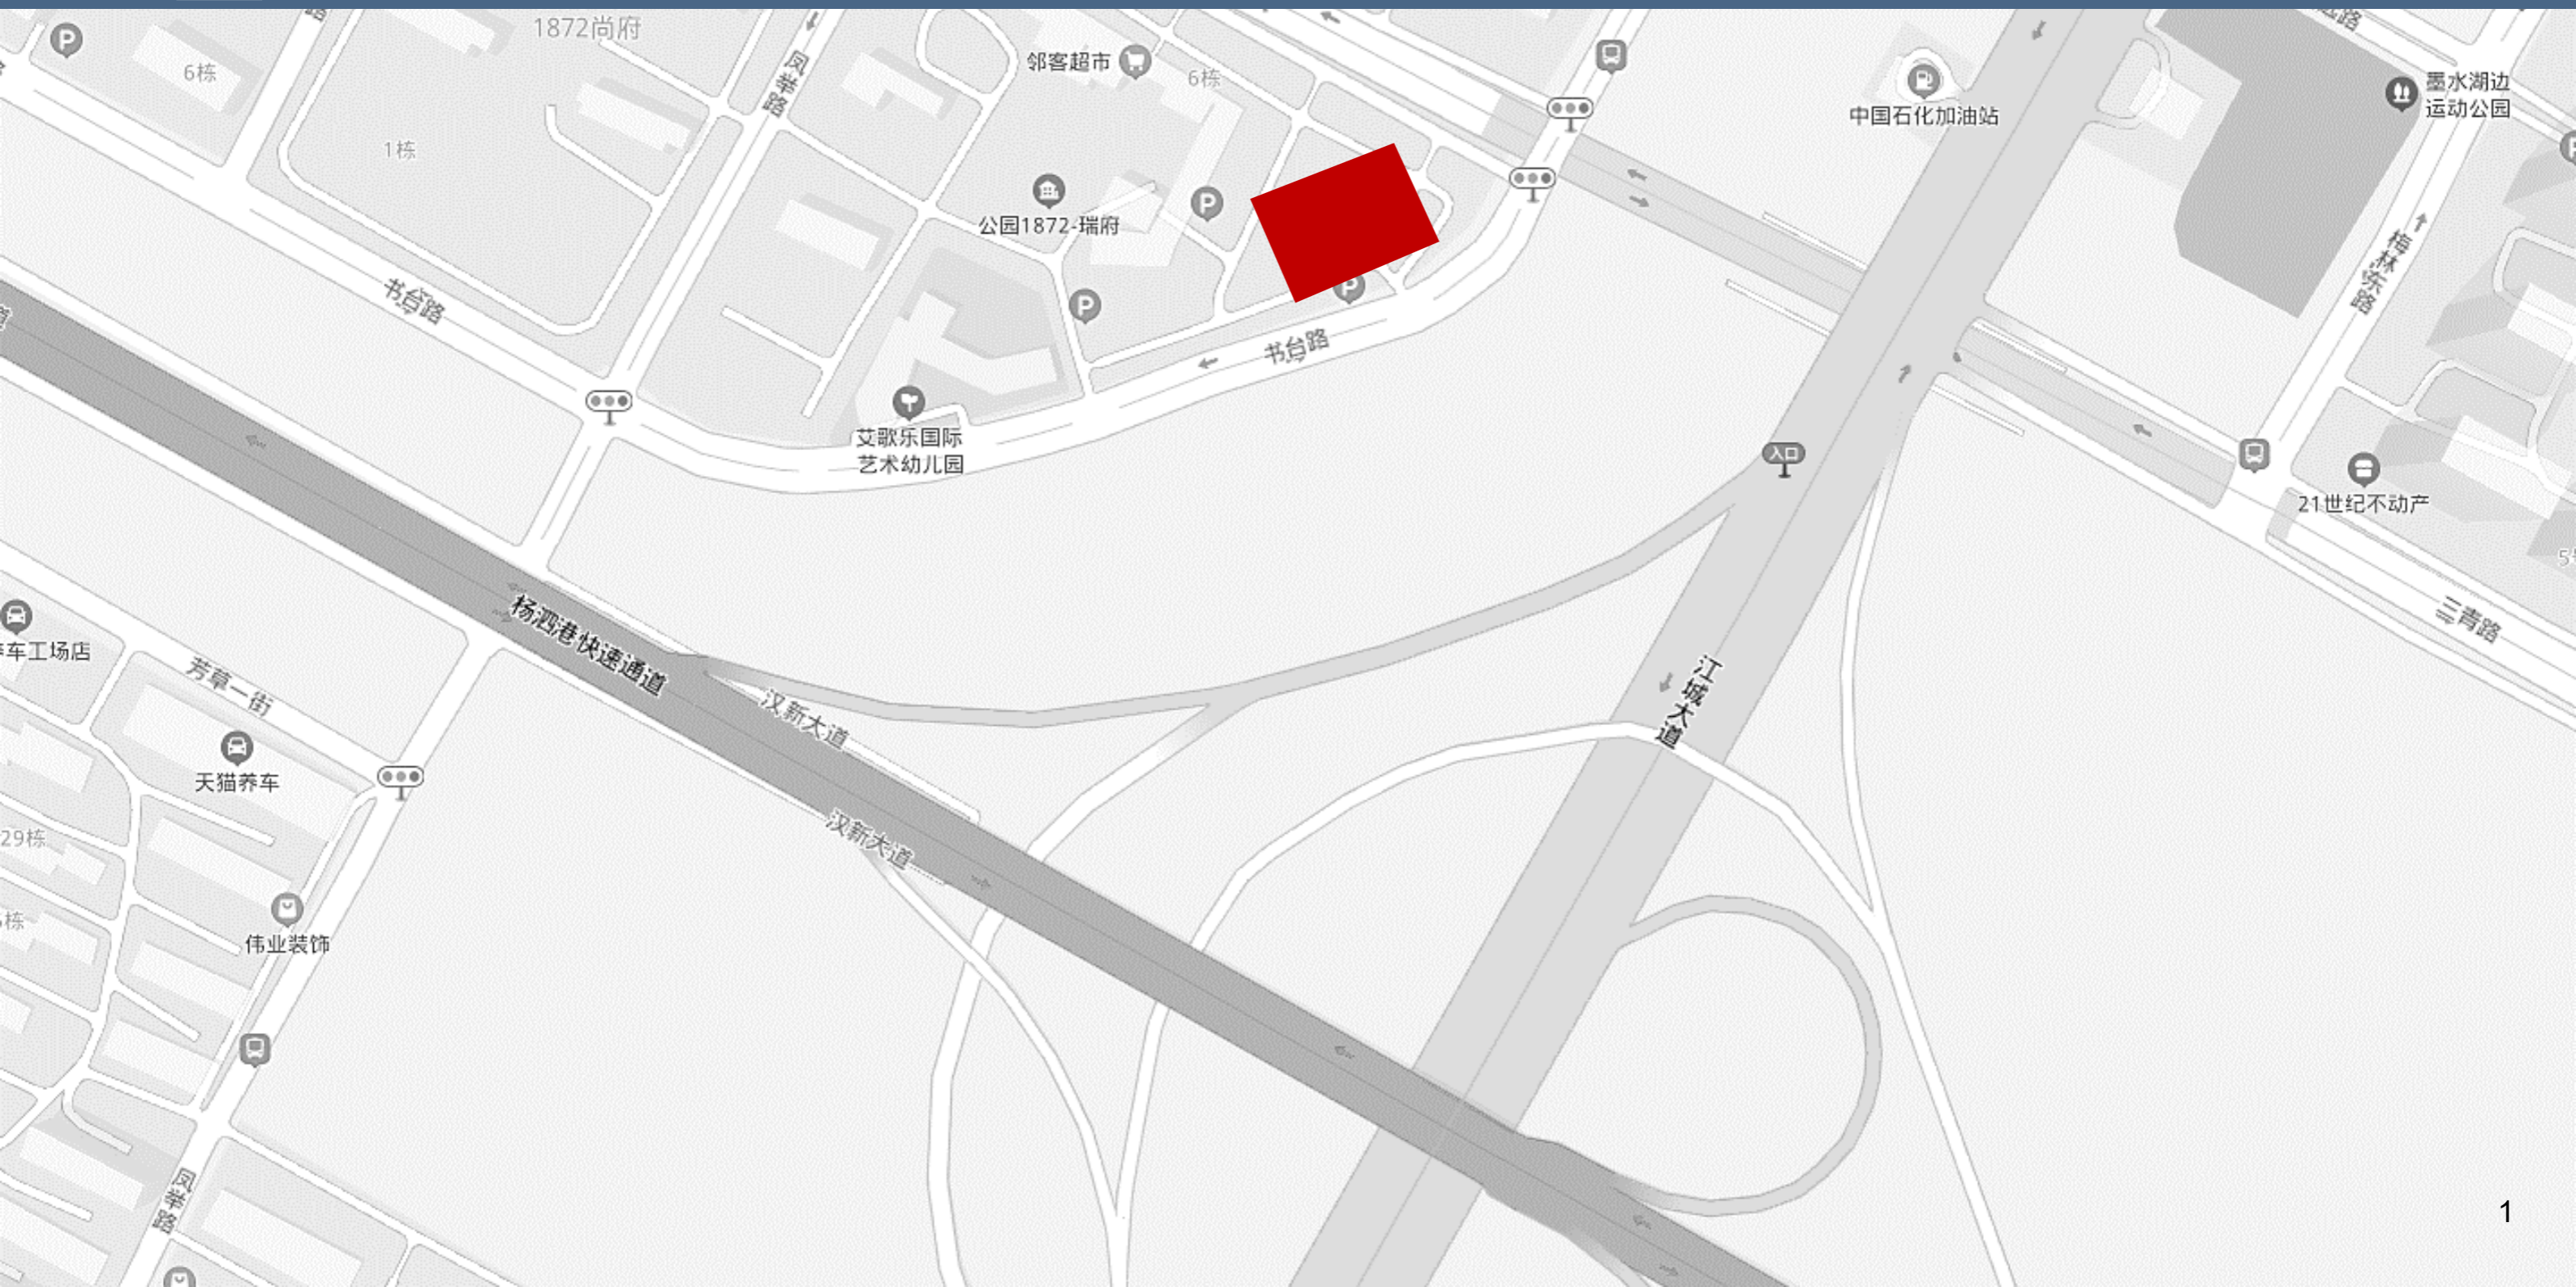 1872尚府
6栋
1栋
凤举路
邻客超市
6栋
公园1872-瑞府
中国石化加油站
墨水湖边
运动公园
梅林东路
书台路
书台路
艾歌乐国际
艺术幼儿园
入口
21世纪不动产
三青路
杨泗港快速通道
汉新大道
汉新大道
江城大道
车工场店
芳草一街
天猫养车
29栋
栋
伟业装饰
凤举路
P
P
P
P
路
1